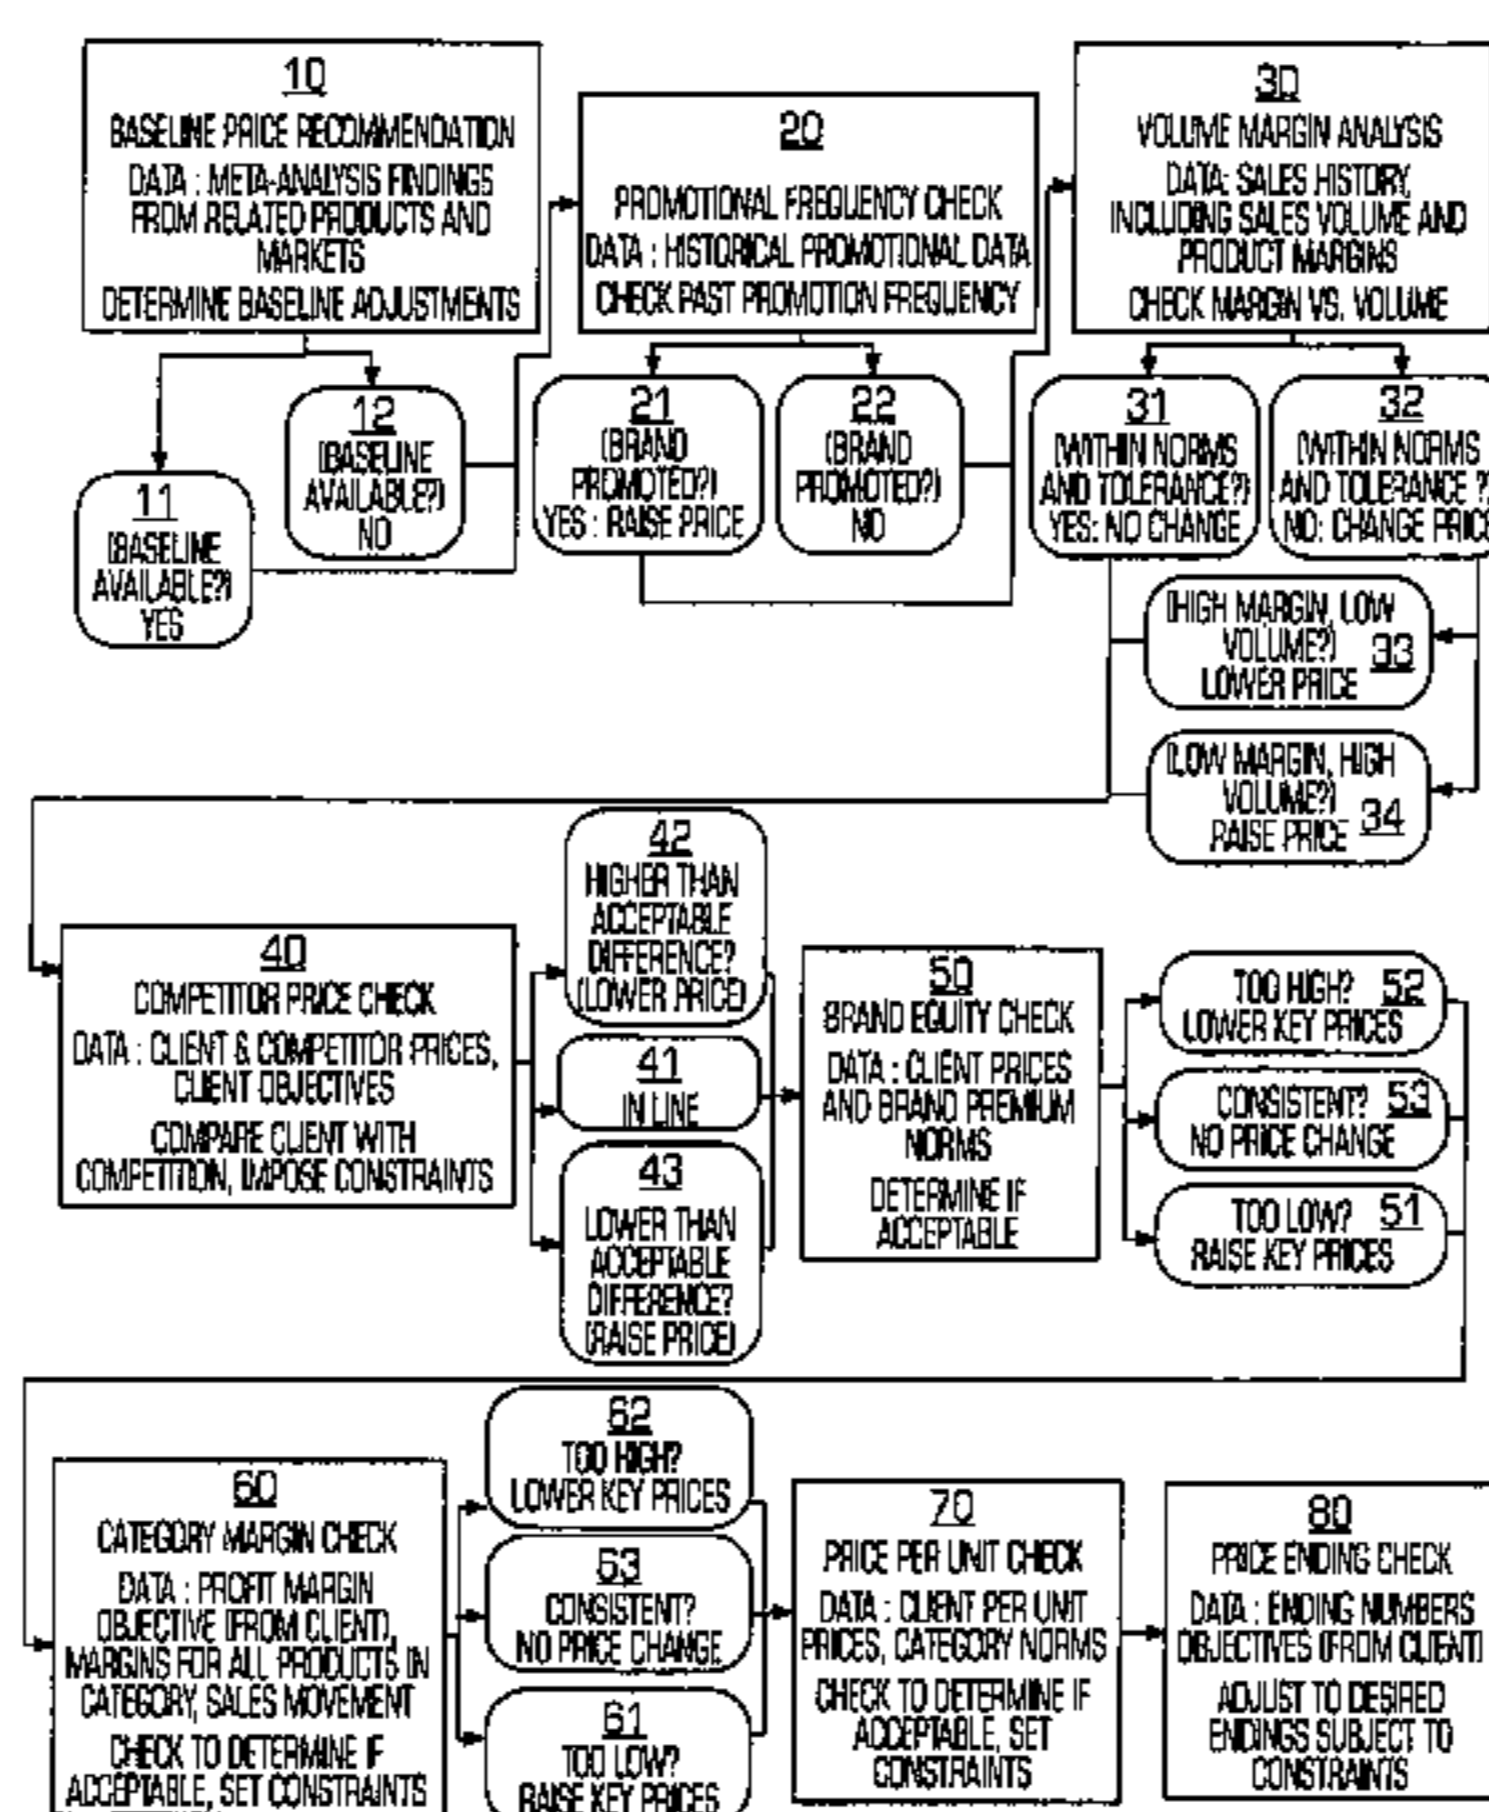 10
BASELINE PRICE RECOMMENDATION
DATA : META-ANALYSIS FINDINGS
FROM RELATED PRODUCTS AND
MARKETS
DETERMINE BASELINE ADJUSTMENTS
11
(BASELINE
AVAILABLE?)
YES
12
(BASELINE
AVAILABLE?)
NO
20
PROMOTIONAL FREQUENCY CHECK
DATA : HISTORICAL PROMOTIONAL DATA
CHECK PAST PROMOTION FREQUENCY
21
(BRAND
PROMOTED?)
YES : RAISE PRICE
22
(BRAND
PROMOTED?)
NO
30
VOLUME MARGIN ANALYSIS
DATA: SALES HISTORY,
INCLUDING SALES VOLUME AND
PRODUCT MARGINS
CHECK MARGIN VS. VOLUME
31
(WITHIN NORMS
AND TOLERANCE?)
YES: NO CHANGE
32
(WITHIN NORMS
AND TOLERANCE ?)
NO: CHANGE PRICE
(HIGH MARGIN, LOW
VOLUME?) 33
LOWER PRICE
(LOW MARGIN, HIGH
VOLUME?)
RAISE PRICE 34
40
COMPETITOR PRICE CHECK
DATA : CLIENT & COMPETITOR PRICES,
CLIENT OBJECTIVES
COMPARE CLIENT WITH
COMPETITION, IMPOSE CONSTRAINTS
42
HIGHER THAN
ACCEPTABLE
DIFFERENCE?
(LOWER PRICE)
41
IN LINE
43
LOWER THAN
ACCEPTABLE
DIFFERENCE?
(RAISE PRICE)
50
BRAND EQUITY CHECK
DATA : CLIENT PRICES
AND BRAND PREMIUM
NORMS
DETERMINE IF
ACCEPTABLE
TOO HIGH? 52
LOWER KEY PRICES
CONSISTENT? 53
NO PRICE CHANGE
TOO LOW? 51
RAISE KEY PRICES
60
CATEGORY MARGIN CHECK
DATA : PROFIT MARGIN
OBJECTIVE (FROM CLIENT),
MARGINS FOR ALL PRODUCTS IN
CATEGORY, SALES MOVEMENT
CHECK TO DETERMINE IF
ACCEPTABLE, SET CONSTRAINTS
62
TOO HIGH?
LOWER KEY PRICES
63
CONSISTENT?
NO PRICE CHANGE
61
TOO LOW?
RAISE KEY PRICES
70
PRICE PER UNIT CHECK
DATA : CLIENT PER UNIT
PRICES, CATEGORY NORMS
CHECK TO DETERMINE IF
ACCEPTABLE, SET
CONSTRAINTS
80
PRICE ENDING CHECK
DATA : ENDING NUMBERS
OBJECTIVES (FROM CLIENT)
ADJUST TO DESIRED
ENDINGS SUBJECT TO
CONSTRAINTS